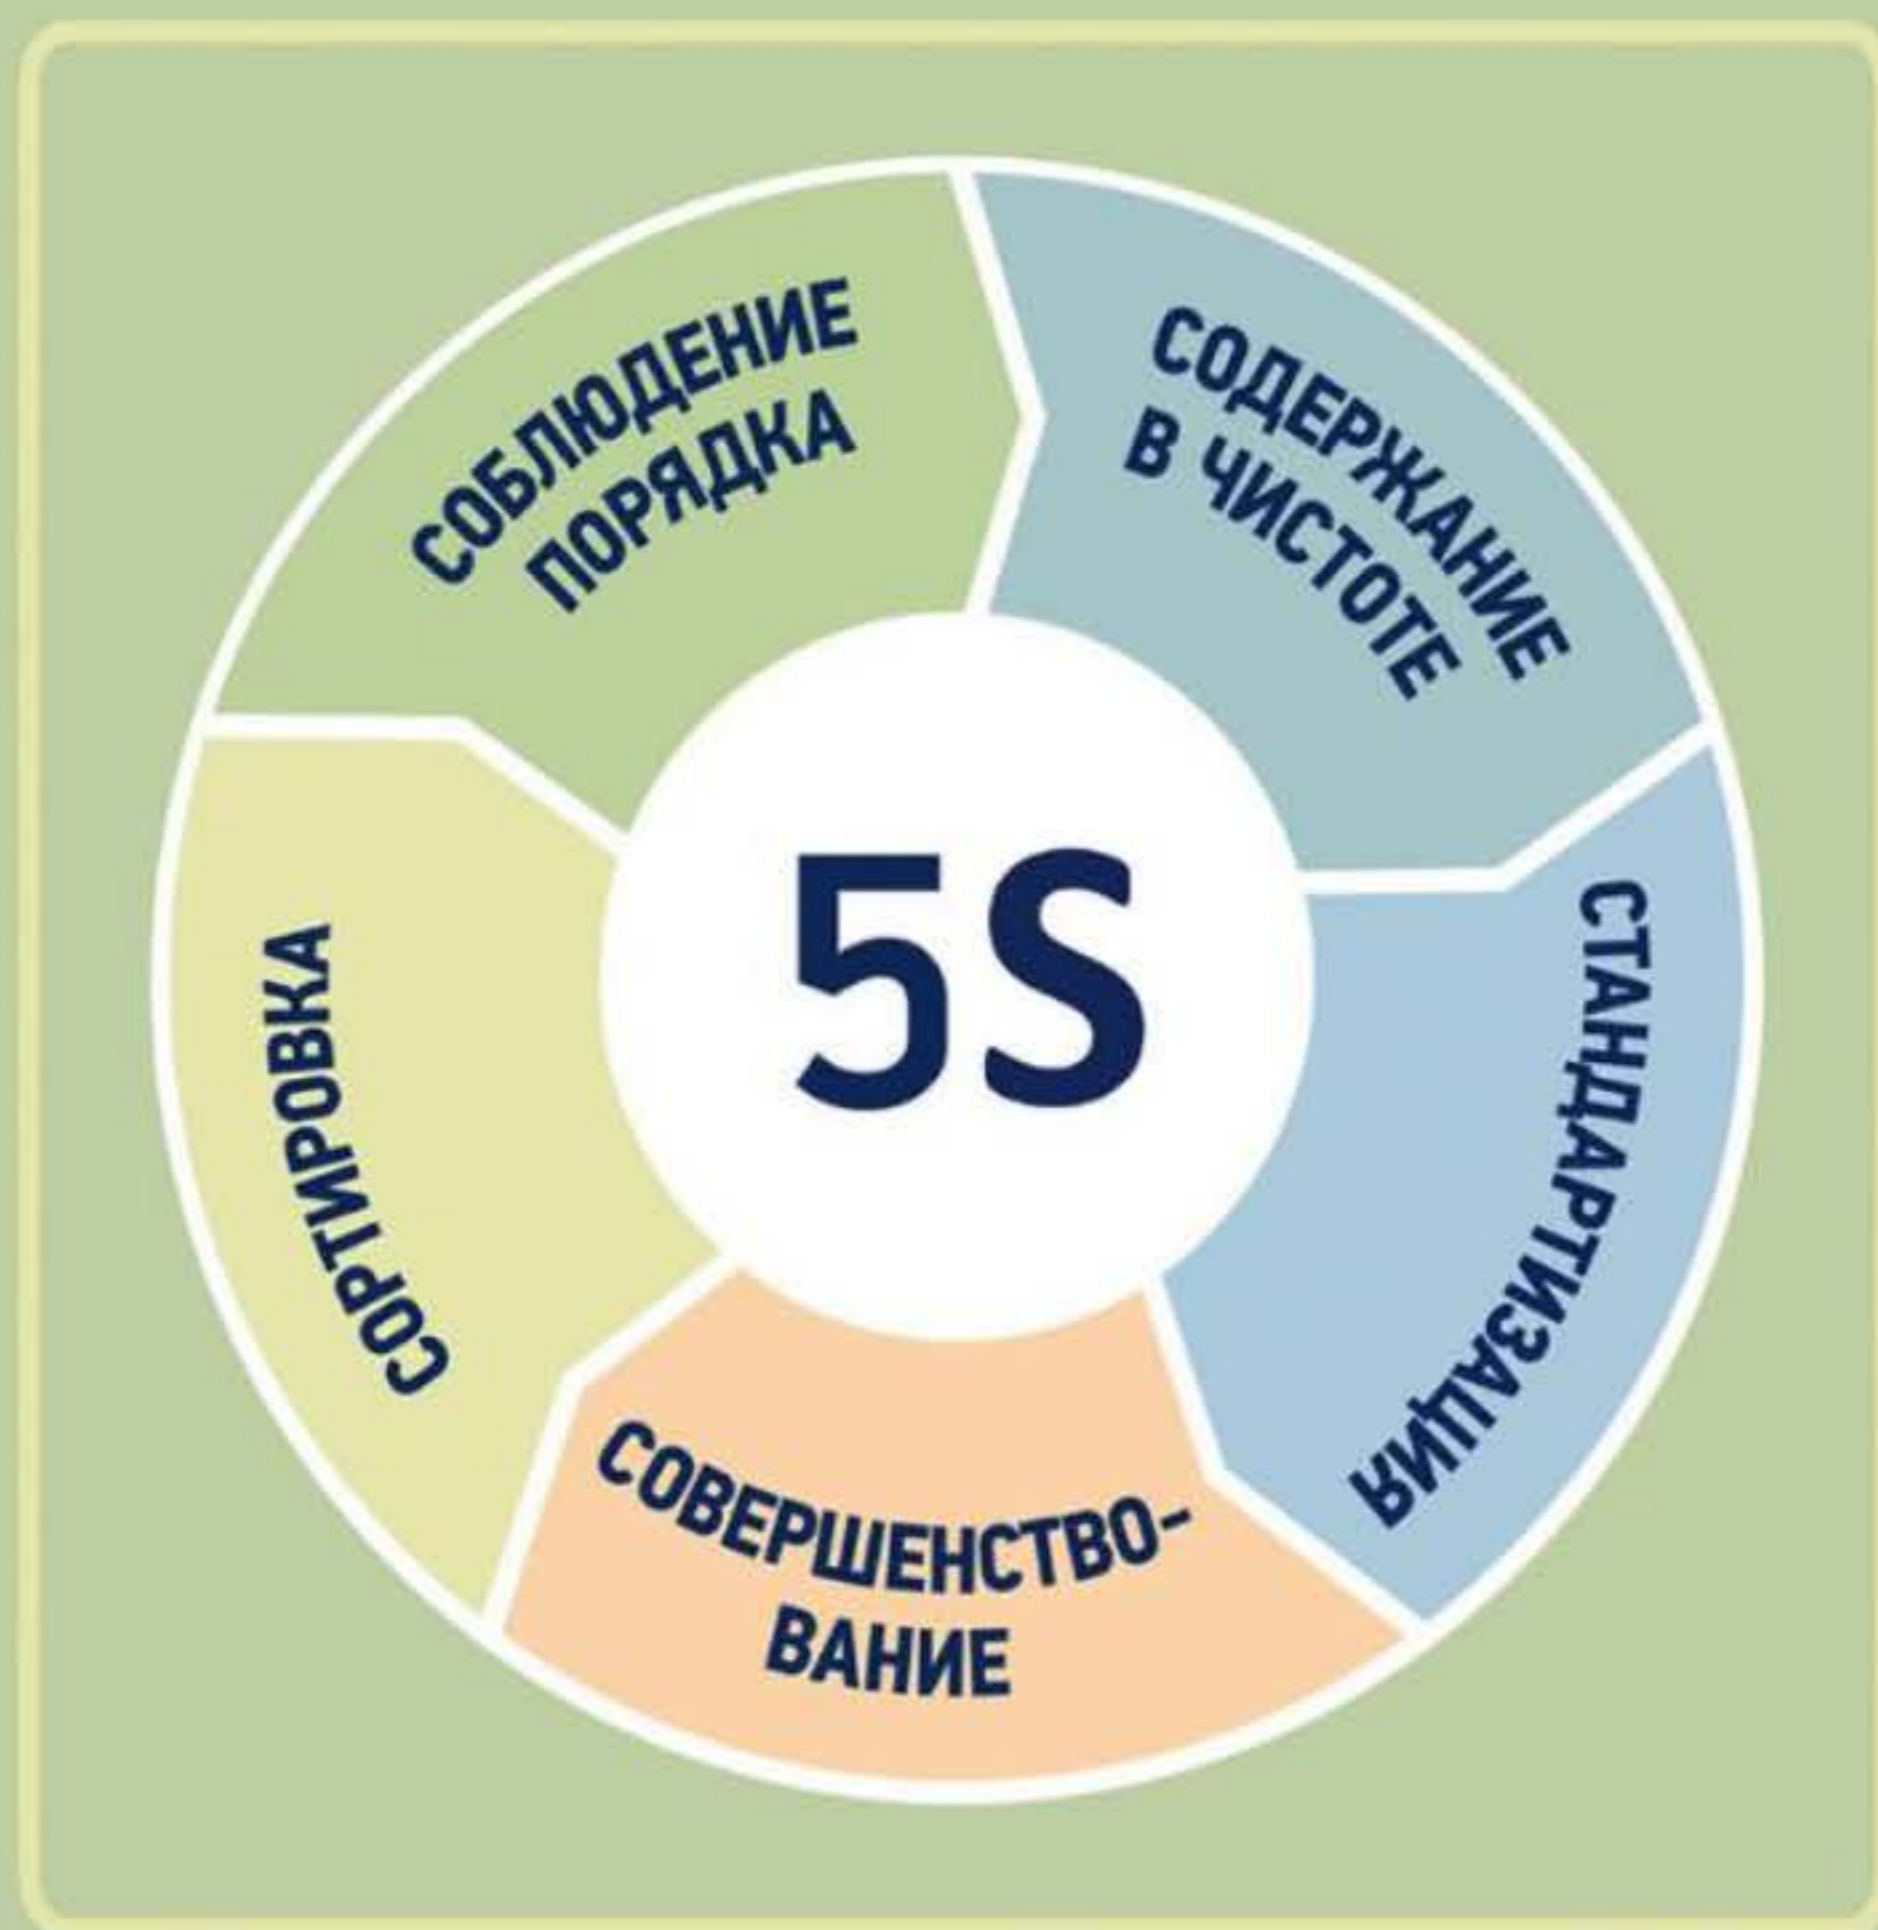 СОБЛЮДЕНИЕ
ПОРЯДКА
СОДЕРЖАНИЕ
В ЧИСТОТЕ
5S
СОРТИРОВКА
СТАНДАРТИЗАЦИЯ
СОВЕРШЕНСТВО-
ВАНИЕ